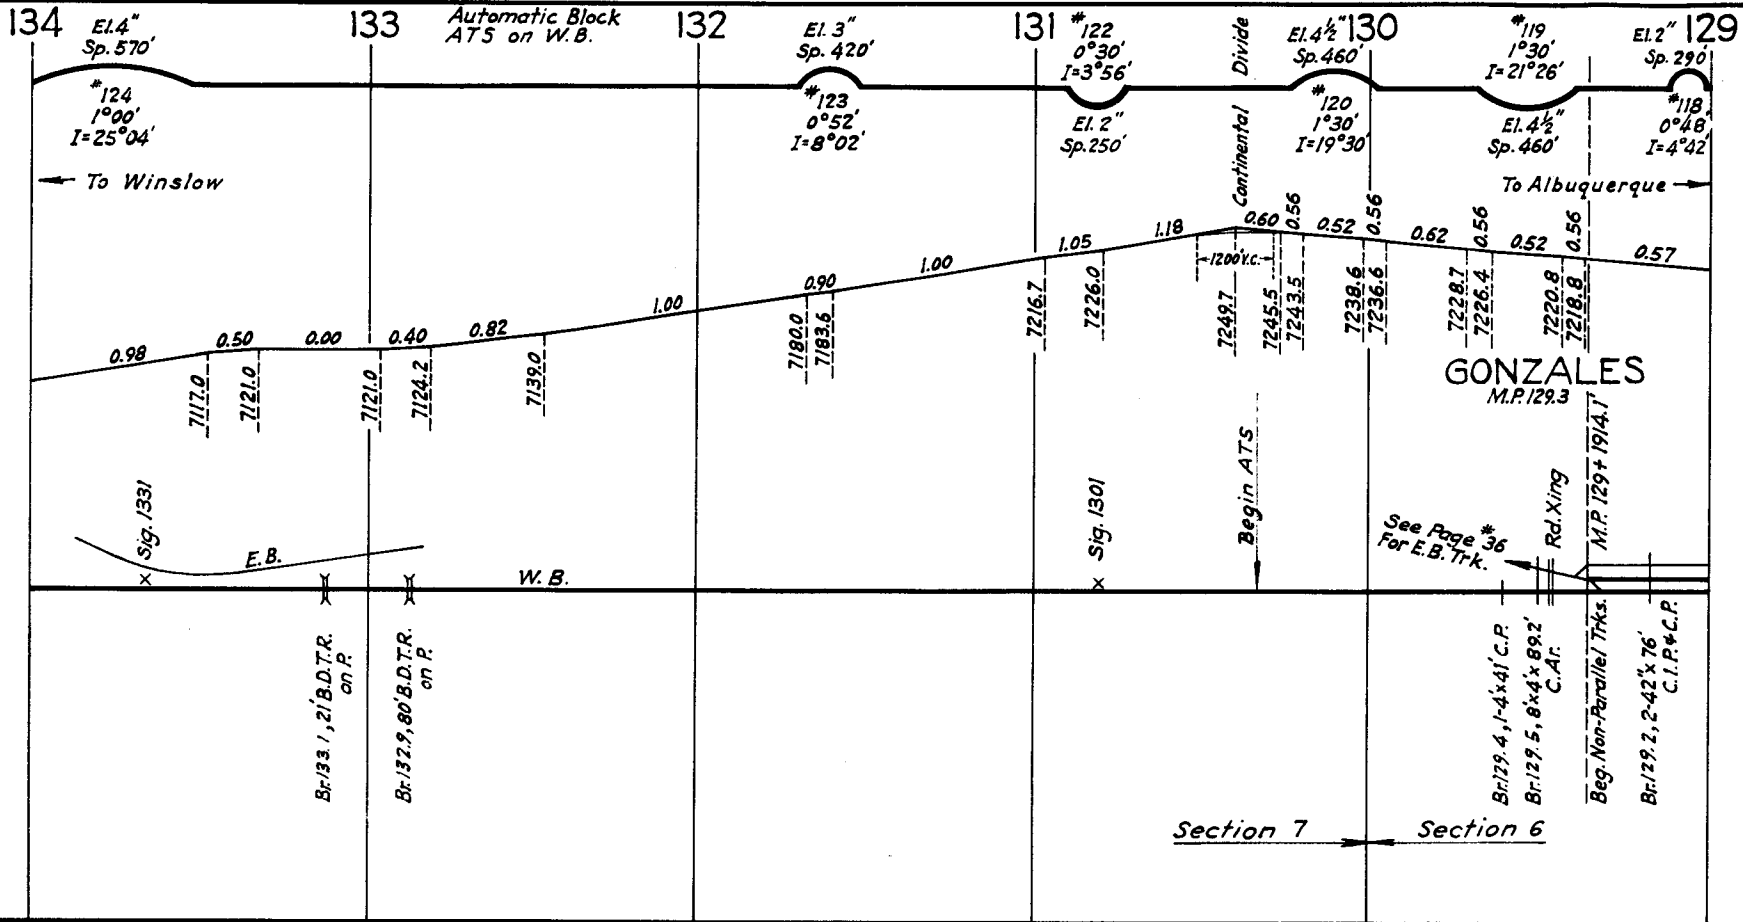 134
133
132
131
130
129
Automatic Block
ATS on W.B.
El.4"
Sp.570'
#124
1°00'
I=25°04'
El.3"
Sp.420'
#123
0°52'
I=8°02'
#122
0°30'
I=3°56'
El.2"
Sp.250'
Continental Divide
El.4½"
Sp.460'
#120
1°30'
I=19°30'
#119
1°30'
I=21°26'
El.4½"
Sp.460'
El.2"
Sp.290'
#118
0°48'
I=4°42'
To Winslow
To Albuquerque
0.98
0.50
0.00
0.40
0.82
1.00
0.90
1.00
1.05
1.18
0.60
0.56
0.52
0.56
0.62
0.56
0.52
0.56
0.57
1200'V.C.
7117.0
7121.0
7121.0
7124.2
7139.0
7180.0
7183.6
7216.7
7226.0
7249.7
7245.5
7243.5
7238.6
7236.6
7228.7
7226.4
7220.8
7218.8
GONZALES
M.P. 129.3
Sig. 1331
E.B.
W.B.
Sig. 1301
Begin ATS
See Page #36
For E.B. Trk.
Rd. Xing
M.P. 129+1914.1'
Br.133.1, 21'B.D.T.R.
on P.
Br.132.9, 80'B.D.T.R.
on P.
Br.129.4, 1-4'x41' C.P.
Br.129.5, 8'x4'x89.2'
C.Ar.
Beg. Non-Parallel Trks.
Br.129.2, 2-42"x76'
C.I.P.&C.P.
Section 7
Section 6